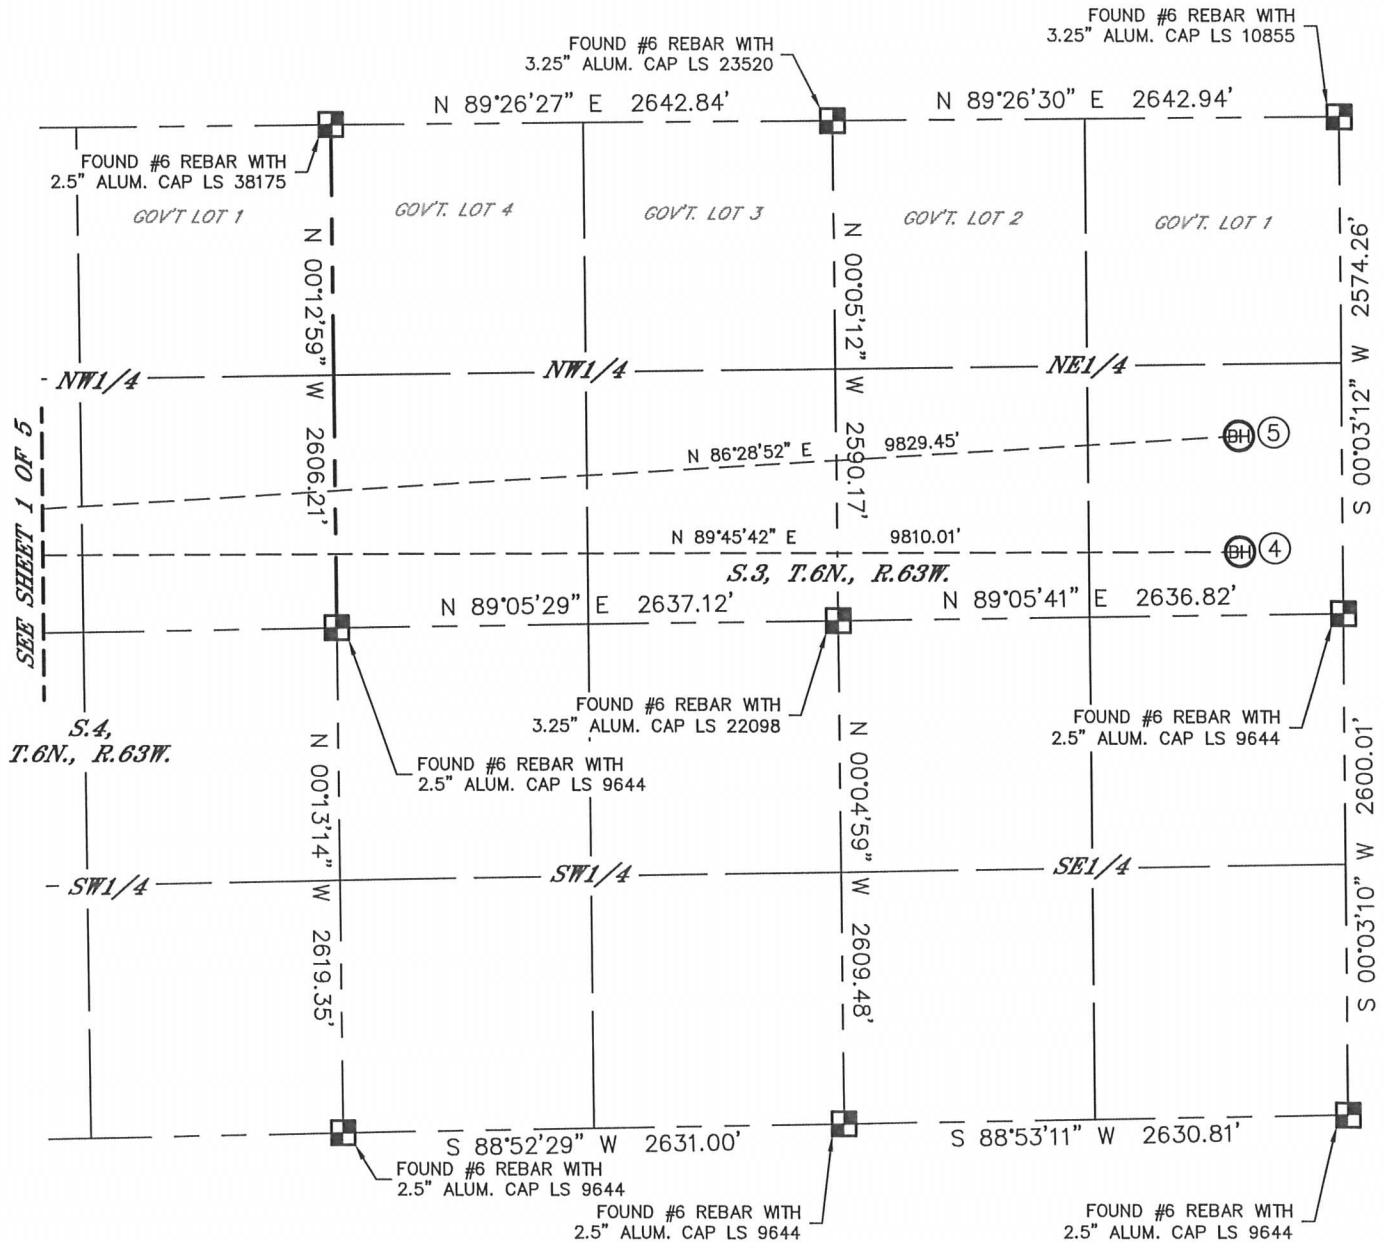 FOUND #6 REBAR WITH
3.25" ALUM. CAP LS 10855
FOUND #6 REBAR WITH
3.25" ALUM. CAP LS 23520
N 89°26'27" E 2642.84'
N 89°26'30" E 2642.94'
FOUND #6 REBAR WITH
2.5" ALUM. CAP LS 38175
GOV'T LOT 1
GOV'T. LOT 4
GOV'T. LOT 3
GOV'T. LOT 2
GOV'T. LOT 1
N 00°12'59" W 2606.21'
N 00°05'12" W 2590.17'
S 00°03'12" W 2574.26'
NW1/4
NW1/4
NE1/4
SEE SHEET 1 OF 5
N 86°28'52" E 9829.45'
BH 5
N 89°45'42" E 9810.01'
BH 4
S.3, T.6N., R.63W.
N 89°05'29" E 2637.12'
N 89°05'41" E 2636.82'
FOUND #6 REBAR WITH
3.25" ALUM. CAP LS 22098
FOUND #6 REBAR WITH
2.5" ALUM. CAP LS 9644
S.4,
T.6N., R.63W.
FOUND #6 REBAR WITH
2.5" ALUM. CAP LS 9644
N 00°13'14" W 2619.35'
N 00°04'59" W 2609.48'
S 00°03'10" W 2600.01'
SW1/4
SW1/4
SE1/4
S 88°52'29" W 2631.00'
S 88°53'11" W 2630.81'
FOUND #6 REBAR WITH
2.5" ALUM. CAP LS 9644
FOUND #6 REBAR WITH
2.5" ALUM. CAP LS 9644
FOUND #6 REBAR WITH
2.5" ALUM. CAP LS 9644